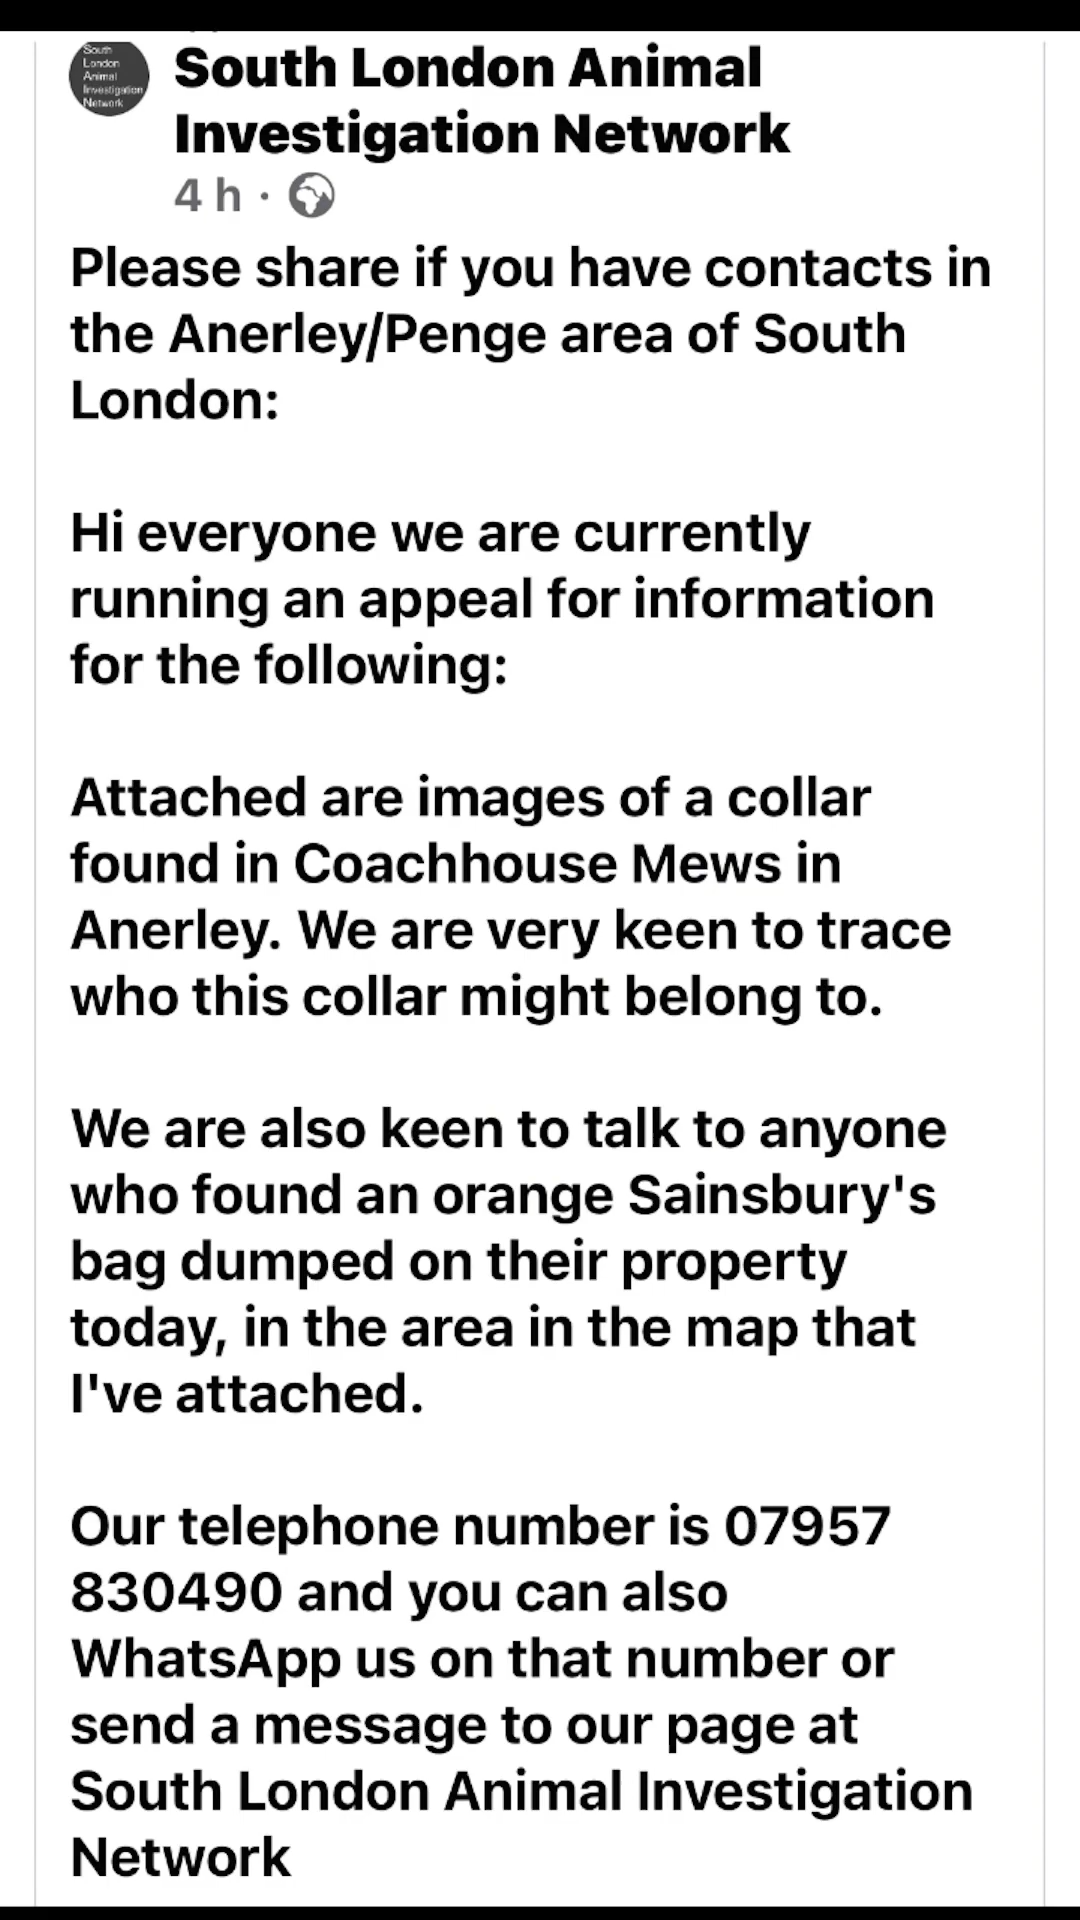 South
London
Animal
Investigation
Network
South London Animal
Investigation Network
4 h ·
Please share if you have contacts in
the Anerley/Penge area of South
London:
Hi everyone we are currently
running an appeal for information
for the following:
Attached are images of a collar
found in Coachhouse Mews in
Anerley. We are very keen to trace
who this collar might belong to.
We are also keen to talk to anyone
who found an orange Sainsbury's
bag dumped on their property
today, in the area in the map that
I've attached.
Our telephone number is 07957
830490 and you can also
WhatsApp us on that number or
send a message to our page at
South London Animal Investigation
Network